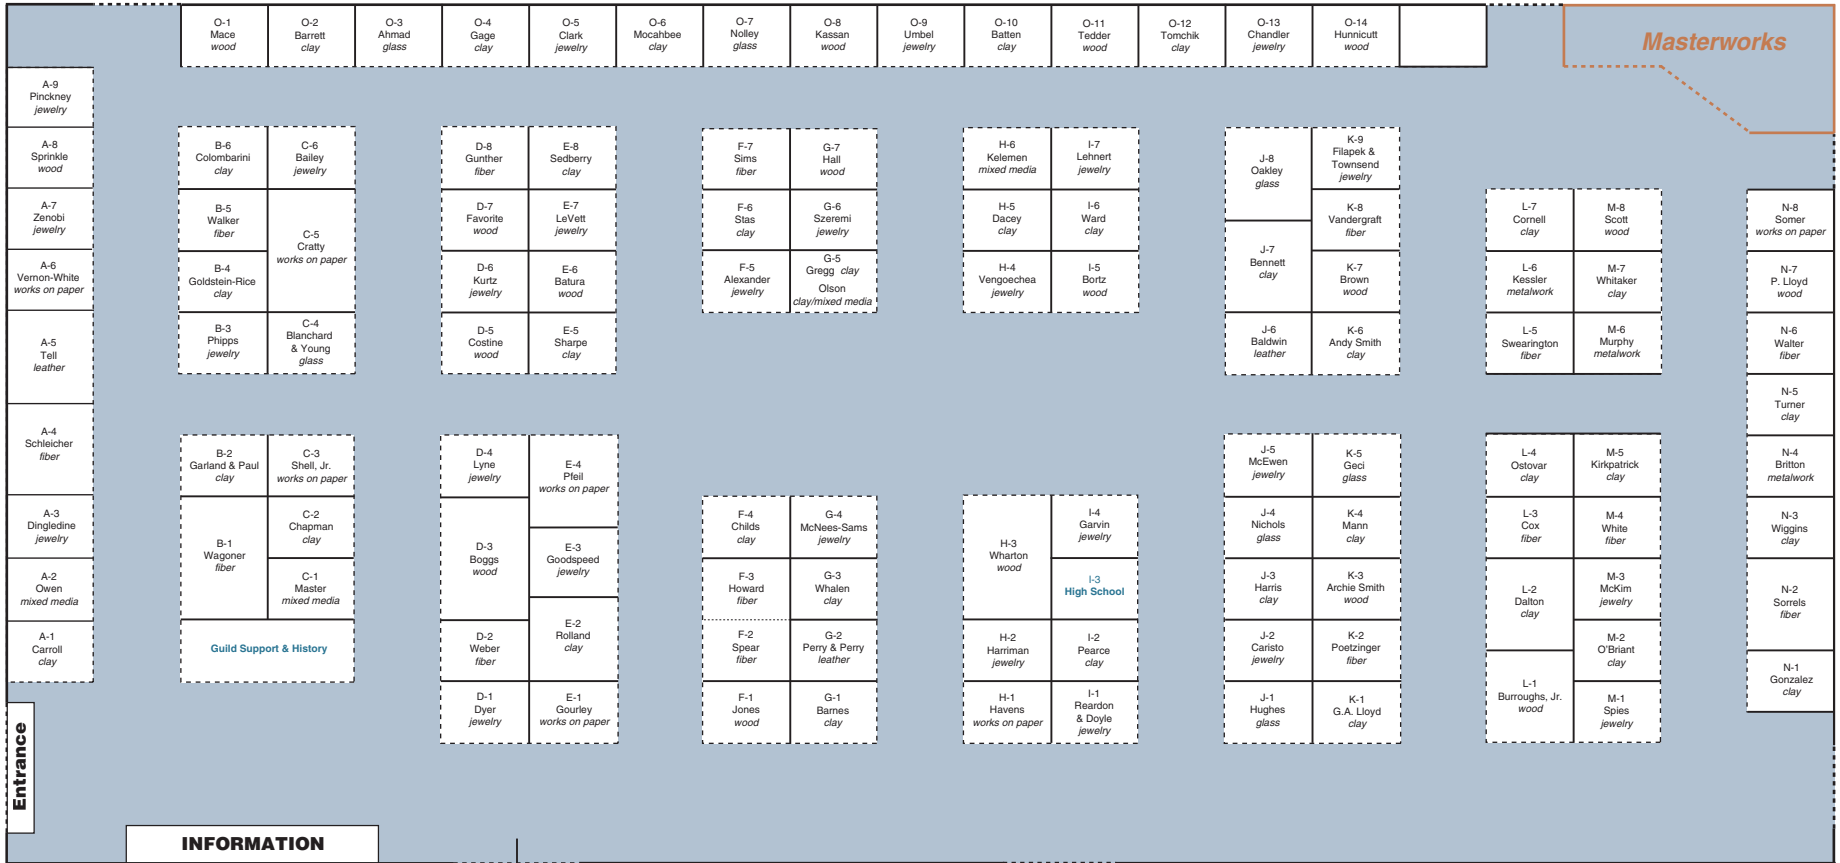 O-1
Mace
wood
O-2
Barrett
clay
O-3
Ahmad
glass
O-4
Gage
clay
O-5
Clark
jewelry
O-6
Mocahbee
clay
O-7
Nolley
glass
O-8
Kassan
wood
O-9
Umbel
jewelry
O-10
Batten
clay
O-11
Tedder
wood
O-12
Tomchik
clay
O-13
Chandler
jewelry
O-14
Hunnicutt
wood
Masterworks
A-9
Pinckney
jewelry
A-8
Sprinkle
wood
A-7
Zenobi
jewelry
A-6
Vernon-White
works on paper
A-5
Tell
leather
A-4
Schleicher
fiber
A-3
Dingledine
jewelry
A-2
Owen
mixed media
A-1
Carroll
clay
B-6
Colombarini
clay
B-5
Walker
fiber
B-4
Goldstein-Rice
clay
B-3
Phipps
jewelry
C-6
Bailey
jewelry
C-5
Cratty
works on paper
C-4
Blanchard
& Young
glass
B-2
Garland & Paul
clay
B-1
Wagoner
fiber
C-3
Shell, Jr.
works on paper
C-2
Chapman
clay
C-1
Master
mixed media
Guild Support & History
D-8
Gunther
fiber
D-7
Favorite
wood
D-6
Kurtz
jewelry
D-5
Costine
wood
E-8
Sedberry
clay
E-7
LeVett
jewelry
E-6
Batura
wood
E-5
Sharpe
clay
D-4
Lyne
jewelry
D-3
Boggs
wood
D-2
Weber
fiber
D-1
Dyer
jewelry
E-4
Pfeil
works on paper
E-3
Goodspeed
jewelry
E-2
Rolland
clay
E-1
Gourley
works on paper
F-7
Sims
fiber
F-6
Stas
clay
F-5
Alexander
jewelry
G-7
Hall
wood
G-6
Szeremi
jewelry
G-5
Gregg clay
Olson
clay/mixed media
F-4
Childs
clay
F-3
Howard
fiber
F-2
Spear
fiber
F-1
Jones
wood
G-4
McNees-Sams
jewelry
G-3
Whalen
clay
G-2
Perry & Perry
leather
G-1
Barnes
clay
H-6
Kelemen
mixed media
H-5
Dacey
clay
H-4
Vengoechea
jewelry
I-7
Lehnert
jewelry
I-6
Ward
clay
I-5
Bortz
wood
H-3
Wharton
wood
H-2
Harriman
jewelry
H-1
Havens
works on paper
I-4
Garvin
jewelry
I-3
High School
I-2
Pearce
clay
I-1
Reardon
& Doyle
jewelry
J-8
Oakley
glass
J-7
Bennett
clay
J-6
Baldwin
leather
K-9
Filapek &
Townsend
jewelry
K-8
Vandergraft
fiber
K-7
Brown
wood
K-6
Andy Smith
clay
J-5
McEwen
jewelry
J-4
Nichols
glass
J-3
Harris
clay
J-2
Caristo
jewelry
J-1
Hughes
glass
K-5
Geci
glass
K-4
Mann
clay
K-3
Archie Smith
wood
K-2
Poetzinger
fiber
K-1
G.A. Lloyd
clay
L-7
Cornell
clay
L-6
Kessler
metalwork
L-5
Swearington
fiber
M-8
Scott
wood
M-7
Whitaker
clay
M-6
Murphy
metalwork
L-4
Ostovar
clay
L-3
Cox
fiber
L-2
Dalton
clay
L-1
Burroughs, Jr.
wood
M-5
Kirkpatrick
clay
M-4
White
fiber
M-3
McKim
jewelry
M-2
O'Briant
clay
M-1
Spies
jewelry
N-8
Somer
works on paper
N-7
P. Lloyd
wood
N-6
Walter
fiber
N-5
Turner
clay
N-4
Britton
metalwork
N-3
Wiggins
clay
N-2
Sorrels
fiber
N-1
Gonzalez
clay
Entrance
INFORMATION